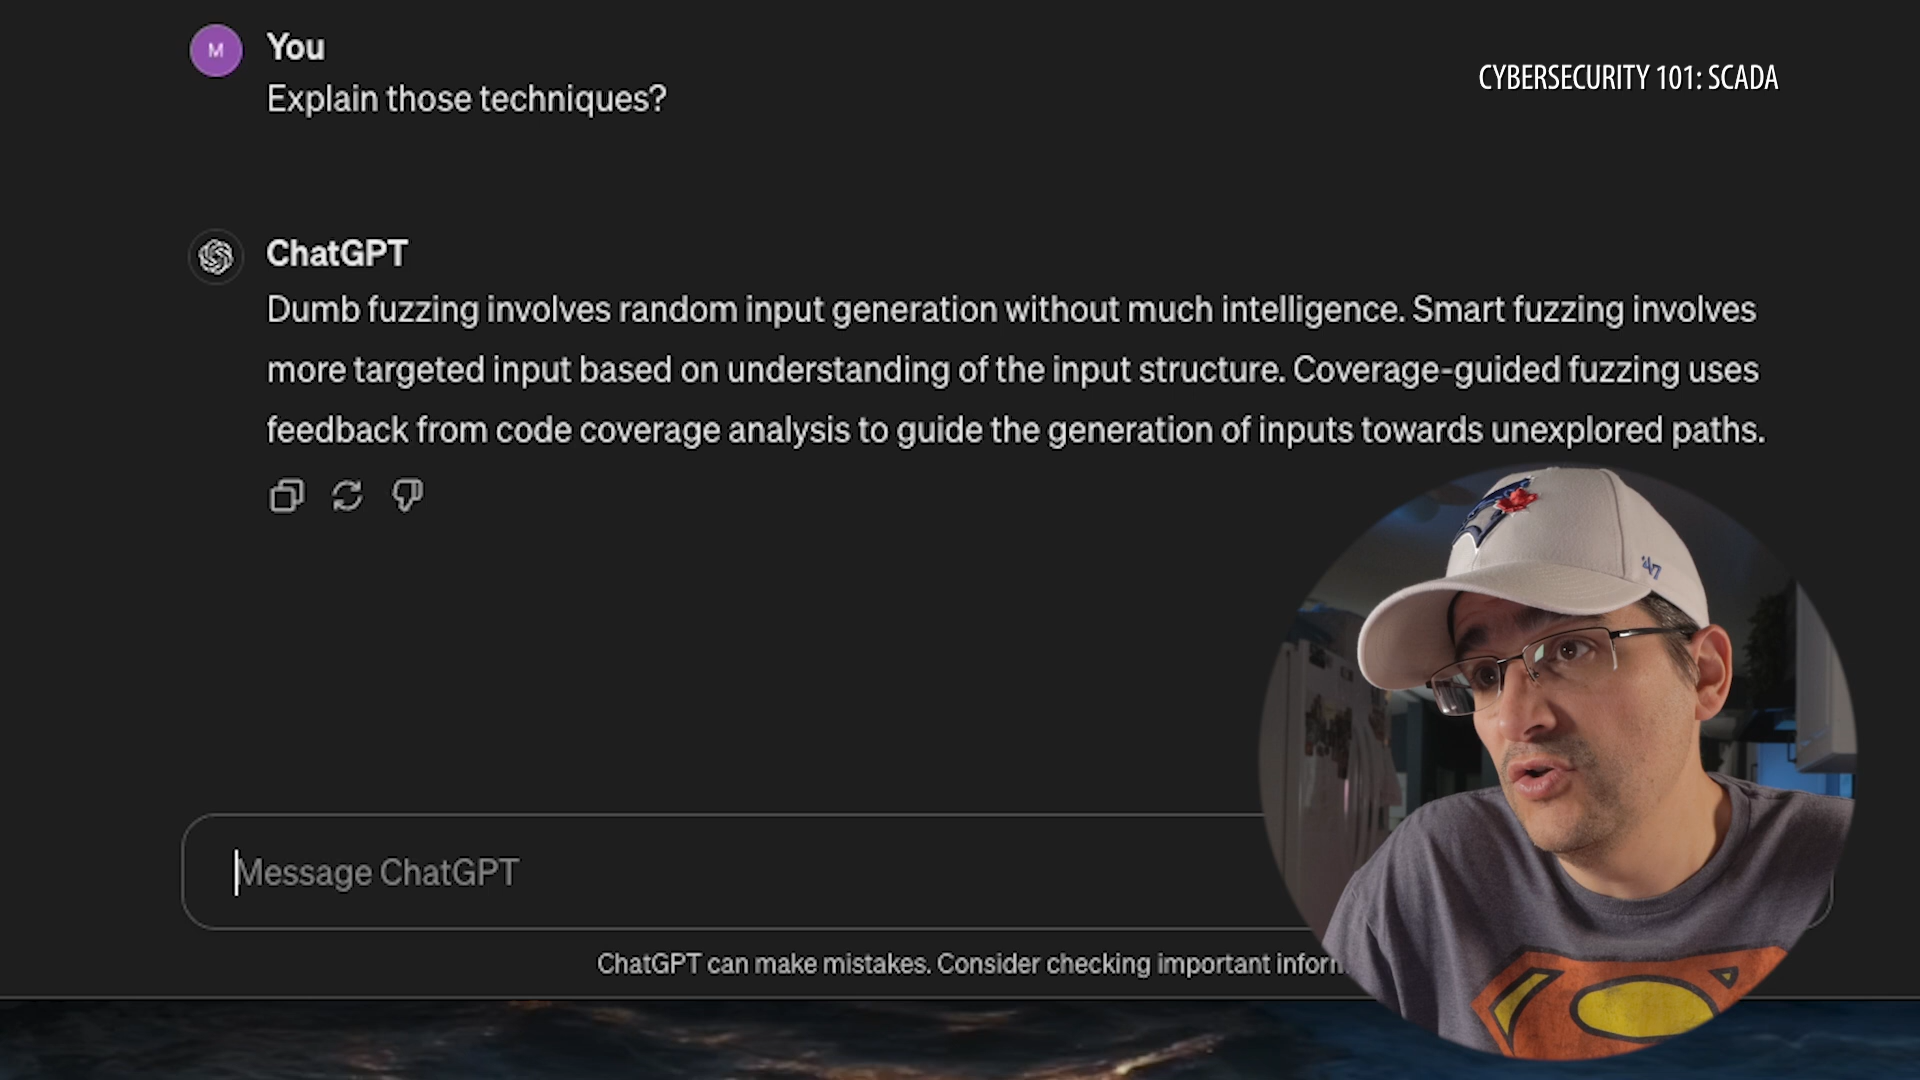 M
You
Explain those techniques?
CYBERSECURITY 101: SCADA
ChatGPT
Dumb fuzzing involves random input generation without much intelligence. Smart fuzzing involves
more targeted input based on understanding of the input structure. Coverage-guided fuzzing uses
feedback from code coverage analysis to guide the generation of inputs towards unexplored paths.
'47
Message ChatGPT
ChatGPT can make mistakes. Consider checking important